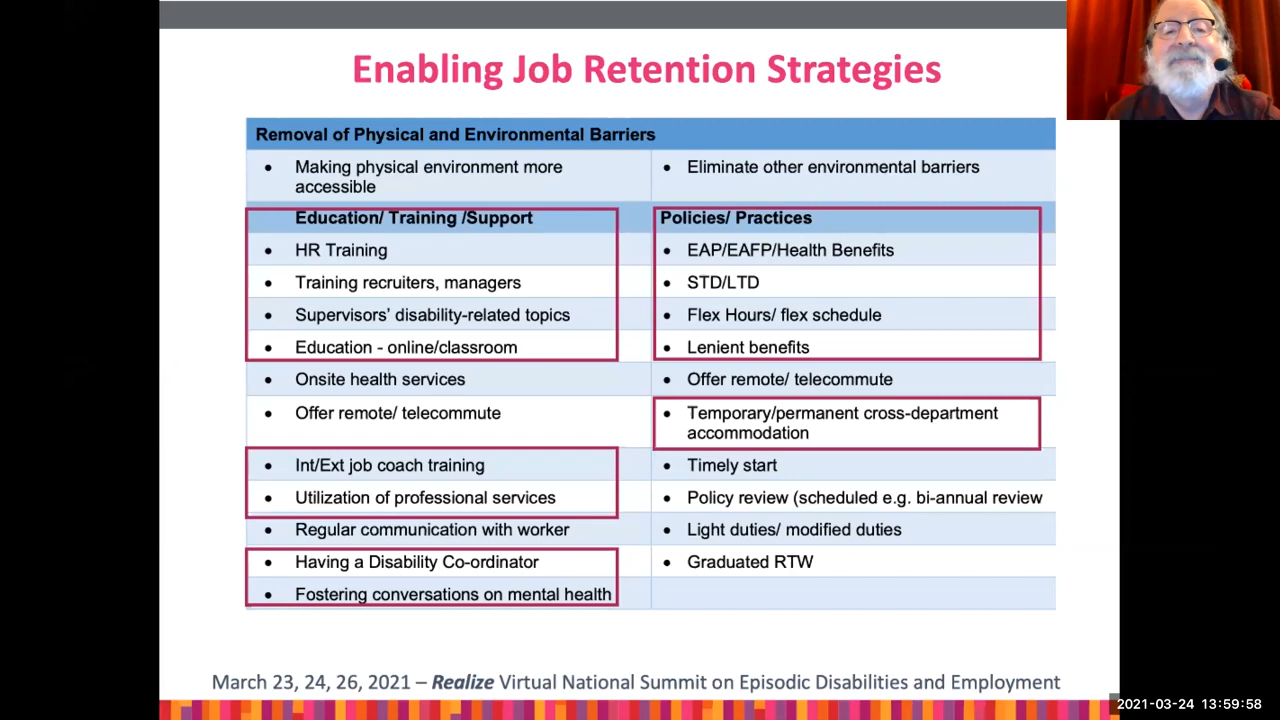 Enabling Job Retention Strategies
Removal of Physical and Environmental Barriers
• Making physical environment more
accessible
• Eliminate other environmental barriers
Education/ Training /Support
• HR Training
• Training recruiters, managers
• Supervisors’ disability-related topics
• Education - online/classroom
• Onsite health services
• Offer remote/ telecommute
• Int/Ext job coach training
• Utilization of professional services
• Regular communication with worker
• Having a Disability Co-ordinator
• Fostering conversations on mental health
Policies/ Practices
• EAP/EAFP/Health Benefits
• STD/LTD
• Flex Hours/ flex schedule
• Lenient benefits
• Offer remote/ telecommute
• Temporary/permanent cross-department
accommodation
• Timely start
• Policy review (scheduled e.g. bi-annual review
• Light duties/ modified duties
• Graduated RTW
March 23, 24, 26, 2021 – Realize Virtual National Summit on Episodic Disabilities and Employment
2021-03-24 13:59:58